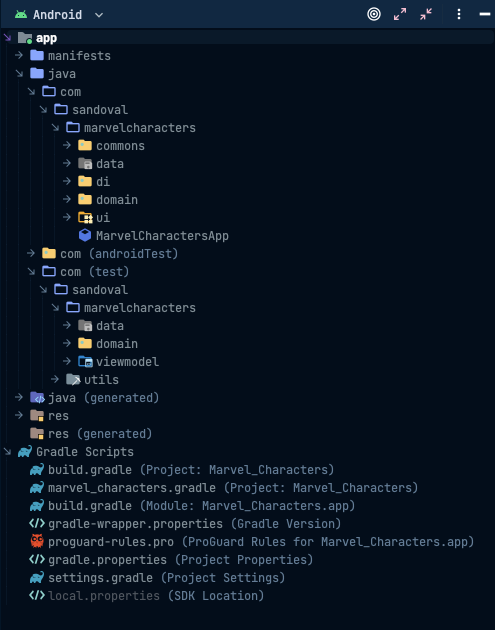 Android
app
manifests
java
com
sandoval
marvelcharacters
commons
data
di
domain
ui
MarvelCharactersApp
com (androidTest)
com (test)
sandoval
marvelcharacters
data
domain
viewmodel
utils
java (generated)
res
res (generated)
Gradle Scripts
build.gradle (Project: Marvel_Characters)
marvel_characters.gradle (Project: Marvel_Characters)
build.gradle (Module: Marvel_Characters.app)
gradle-wrapper.properties (Gradle Version)
proguard-rules.pro (ProGuard Rules for Marvel_Characters.app)
gradle.properties (Project Properties)
settings.gradle (Project Settings)
local.properties (SDK Location)